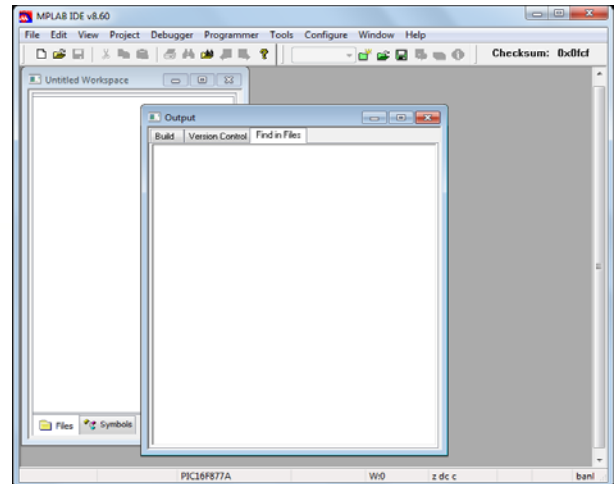 MPLAB IDE v8.60
File Edit View Project Debugger Programmer Tools Configure Window Help
Checksum: 0x0fcf
Untitled Workspace
Output
Build Version Control Find in Files
Files Symbols
PIC16F877A W:0 z dc c bank